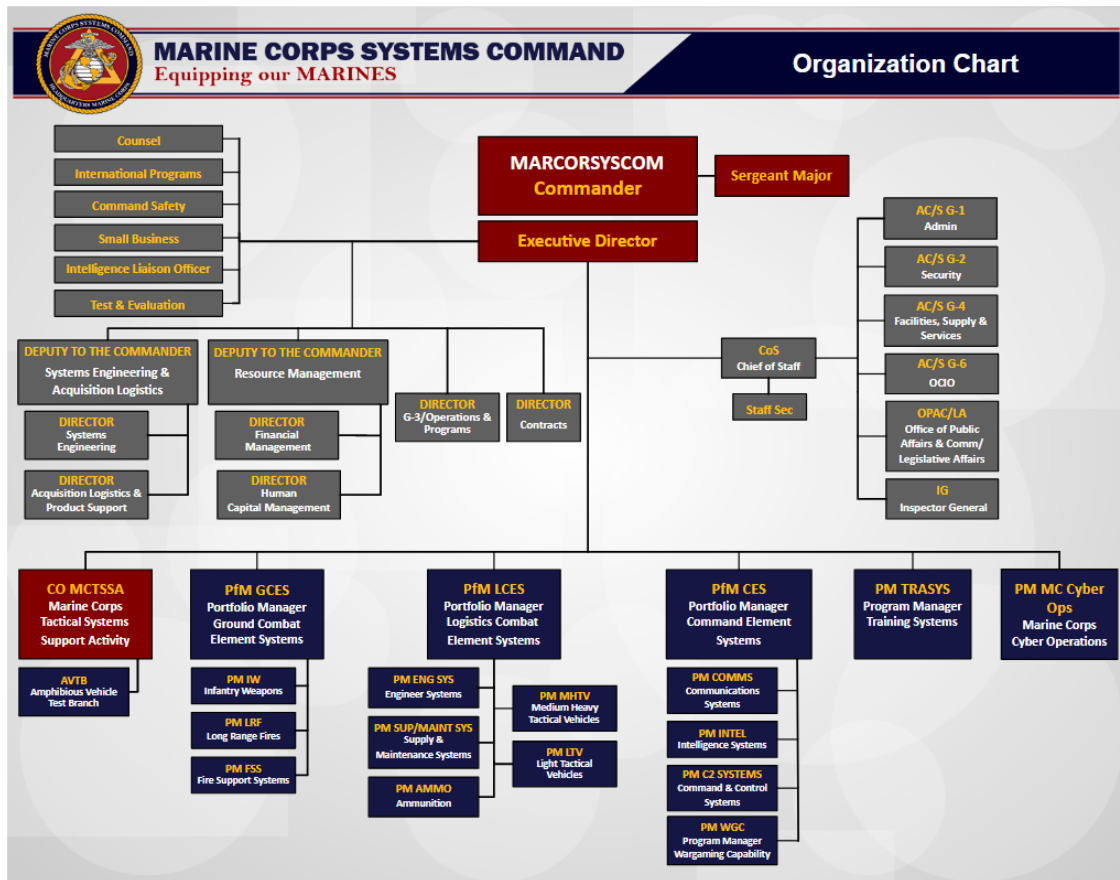 MARINE CORPS SYSTEMS COMMAND
Equipping our MARINES
Organization Chart
MARINE CORPS SYSTEMS COMMAND
HEADQUARTERS MARINE CORPS
Counsel
International Programs
Command Safety
Small Business
Intelligence Liaison Officer
Test & Evaluation
MARCORSYSCOM
Commander
Executive Director
Sergeant Major
AC/S G-1
Admin
AC/S G-2
Security
AC/S G-4
Facilities, Supply &
Services
AC/S G-6
OCIO
OPAC/LA
Office of Public
Affairs & Comm/
Legislative Affairs
IG
Inspector General
CoS
Chief of Staff
Staff Sec
DEPUTY TO THE COMMANDER
Systems Engineering &
Acquisition Logistics
DIRECTOR
Systems
Engineering
DIRECTOR
Acquisition Logistics &
Product Support
DEPUTY TO THE COMMANDER
Resource Management
DIRECTOR
Financial
Management
DIRECTOR
Human
Capital Management
DIRECTOR
G-3/Operations &
Programs
DIRECTOR
Contracts
CO MCTSSA
Marine Corps
Tactical Systems
Support Activity
AVTB
Amphibious Vehicle
Test Branch
PfM GCES
Portfolio Manager
Ground Combat
Element Systems
PM IW
Infantry Weapons
PM LRF
Long Range Fires
PM FSS
Fire Support Systems
PfM LCES
Portfolio Manager
Logistics Combat
Element Systems
PM ENG SYS
Engineer Systems
PM SUP/MAINT SYS
Supply &
Maintenance Systems
PM AMMO
Ammunition
PM MHTV
Medium Heavy
Tactical Vehicles
PM LTV
Light Tactical
Vehicles
PfM CES
Portfolio Manager
Command Element
Systems
PM COMMS
Communications
Systems
PM INTEL
Intelligence Systems
PM C2 SYSTEMS
Command & Control
Systems
PM WGC
Program Manager
Wargaming Capability
PM TRASYS
Program Manager
Training Systems
PM MC Cyber
Ops
Marine Corps
Cyber Operations